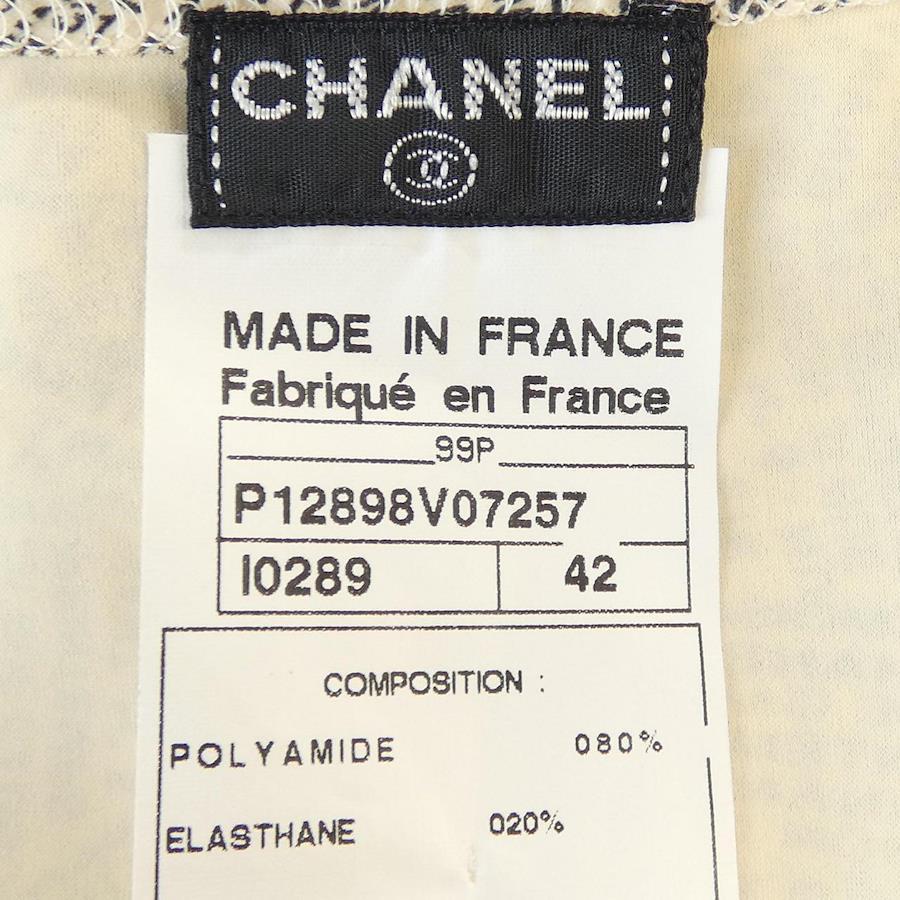 CHANEL
MADE IN FRANCE
Fabriqué en France
99P
P12898V07257
I0289 42
COMPOSITION :
POLYAMIDE 080%
ELASTHANE 020%